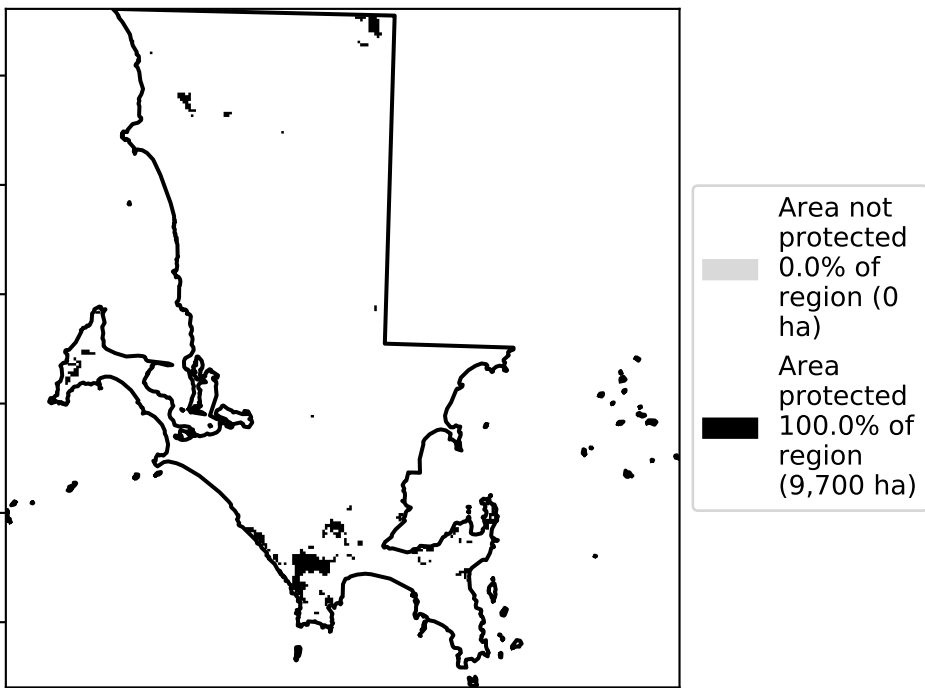 Area not
protected
0.0% of
region (0
ha)
Area
protected
100.0% of
region
(9,700 ha)